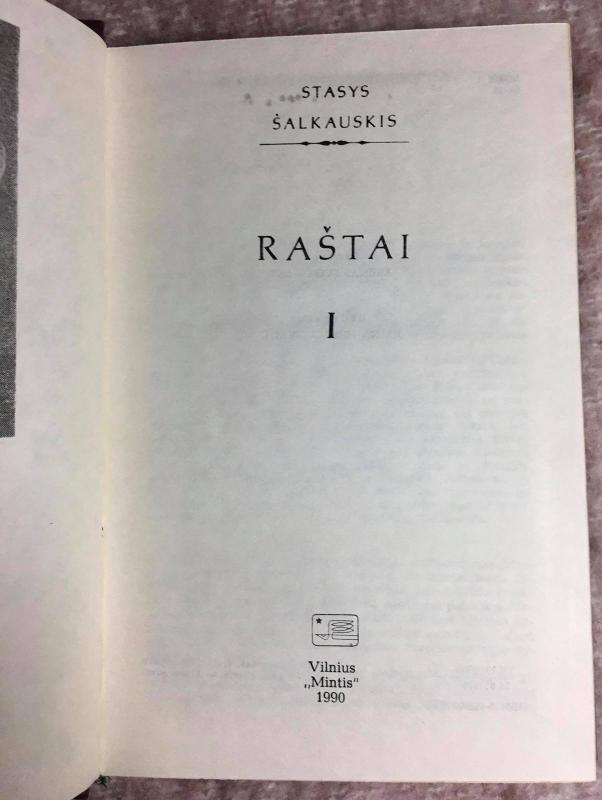 STASYS
ŠALKAUSKIS
RAŠTAI
I
Vilnius
„Mintis“
1990